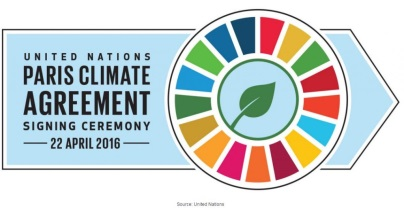 UNITED NATIONS
PARIS CLIMATE
AGREEMENT
SIGNING CEREMONY
22 APRIL 2016
Source: United Nations